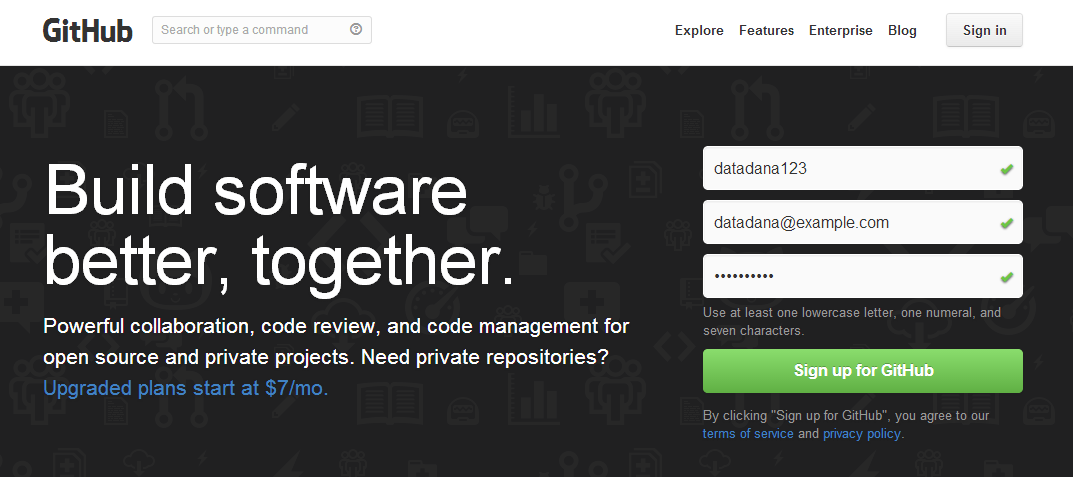 GitHub
Search or type a command
Explore Features Enterprise Blog Sign in
Build software
better, together.
Powerful collaboration, code review, and code management for
open source and private projects. Need private repositories?
Upgraded plans start at $7/mo.
datadana123
datadana@example.com
••••••••••
Use at least one lowercase letter, one numeral, and
seven characters.
Sign up for GitHub
By clicking "Sign up for GitHub", you agree to our
terms of service and privacy policy.